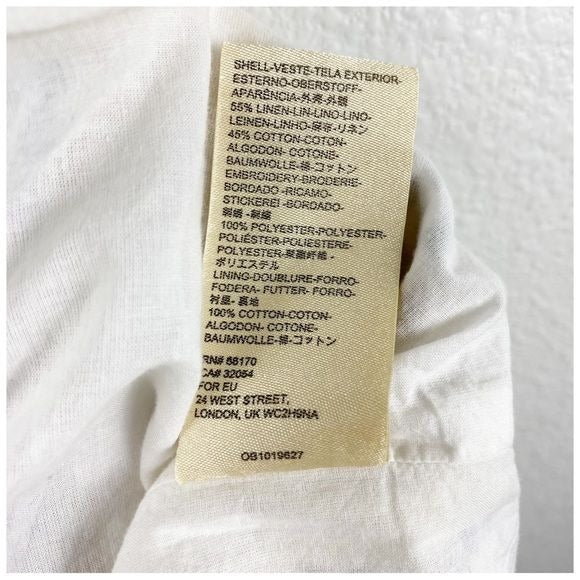 SHELL-VESTE-TELA EXTERIOR-
ESTERNO-OBERSTOFF-
APARÊNCIA-外壳-外観
55% LINEN-LIN-LINO-LINO-
LEINEN-LINHO-麻布-リネン
45% COTTON-COTON-
ALGODON- COTONE-
BAUMWOLLE-棉-コットン
EMBROIDERY-BRODERIE-
BORDADO -RICAMO-
STICKEREI -BORDADO-
刺绣 -刺繍
100% POLYESTER-POLYESTER-
POLIÉSTER-POLIESTERE-
POLYESTER-聚酯纤维 -
ポリエステル
LINING-DOUBLURE-FORRO-
FODERA- FUTTER- FORRO-
衬里- 裏地
100% COTTON-COTON-
ALGODON- COTONE-
BAUMWOLLE-棉-コットン
RN# 68170
CA# 32054
FOR EU
24 WEST STREET,
LONDON, UK WC2H9NA
OB1019627